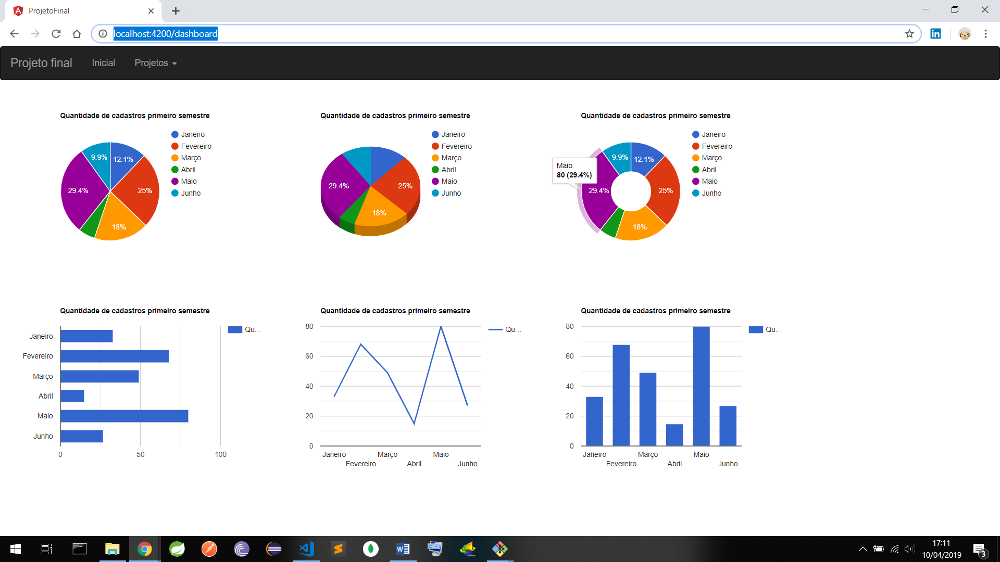 ProjetoFinal
localhost:4200/dashboard
Projeto final Inicial Projetos
Quantidade de cadastros primeiro semestre
Janeiro
Fevereiro
Março
Abril
Maio
Junho
9.9%
12.1%
29.4%
25%
18%
Quantidade de cadastros primeiro semestre
Janeiro
Fevereiro
Março
Abril
Maio
Junho
29.4%
25%
18%
Quantidade de cadastros primeiro semestre
Janeiro
Fevereiro
Março
Abril
Maio
Junho
9.9%
12.1%
Maio
80 (29.4%)
29.4%
25%
18%
Quantidade de cadastros primeiro semestre
Qu...
Janeiro
Fevereiro
Março
Abril
Maio
Junho
0 50 100
Quantidade de cadastros primeiro semestre
Qu...
80
60
40
20
0
Janeiro Março Maio
Fevereiro Abril Junho
Quantidade de cadastros primeiro semestre
Qu...
80
60
40
20
0
Janeiro Março Maio
Fevereiro Abril Junho
17:11
10/04/2019
3